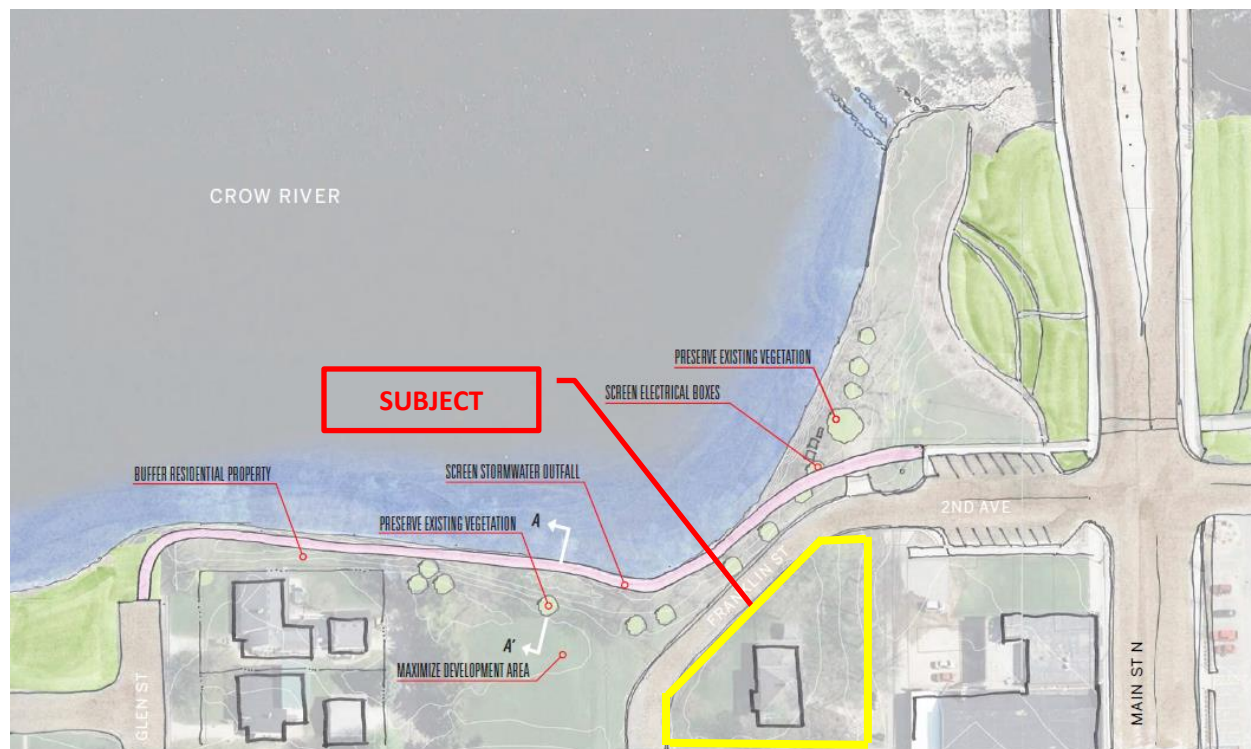 CROW RIVER
PRESERVE EXISTING VEGETATION
SUBJECT
SCREEN ELECTRICAL BOXES
BUFFER RESIDENTIAL PROPERTY
SCREEN STORMWATER OUTFALL
2ND AVE
PRESERVE EXISTING VEGETATION
A
FRANKLIN ST
A'
MAXIMIZE DEVELOPMENT AREA
GLEN ST
MAIN ST N